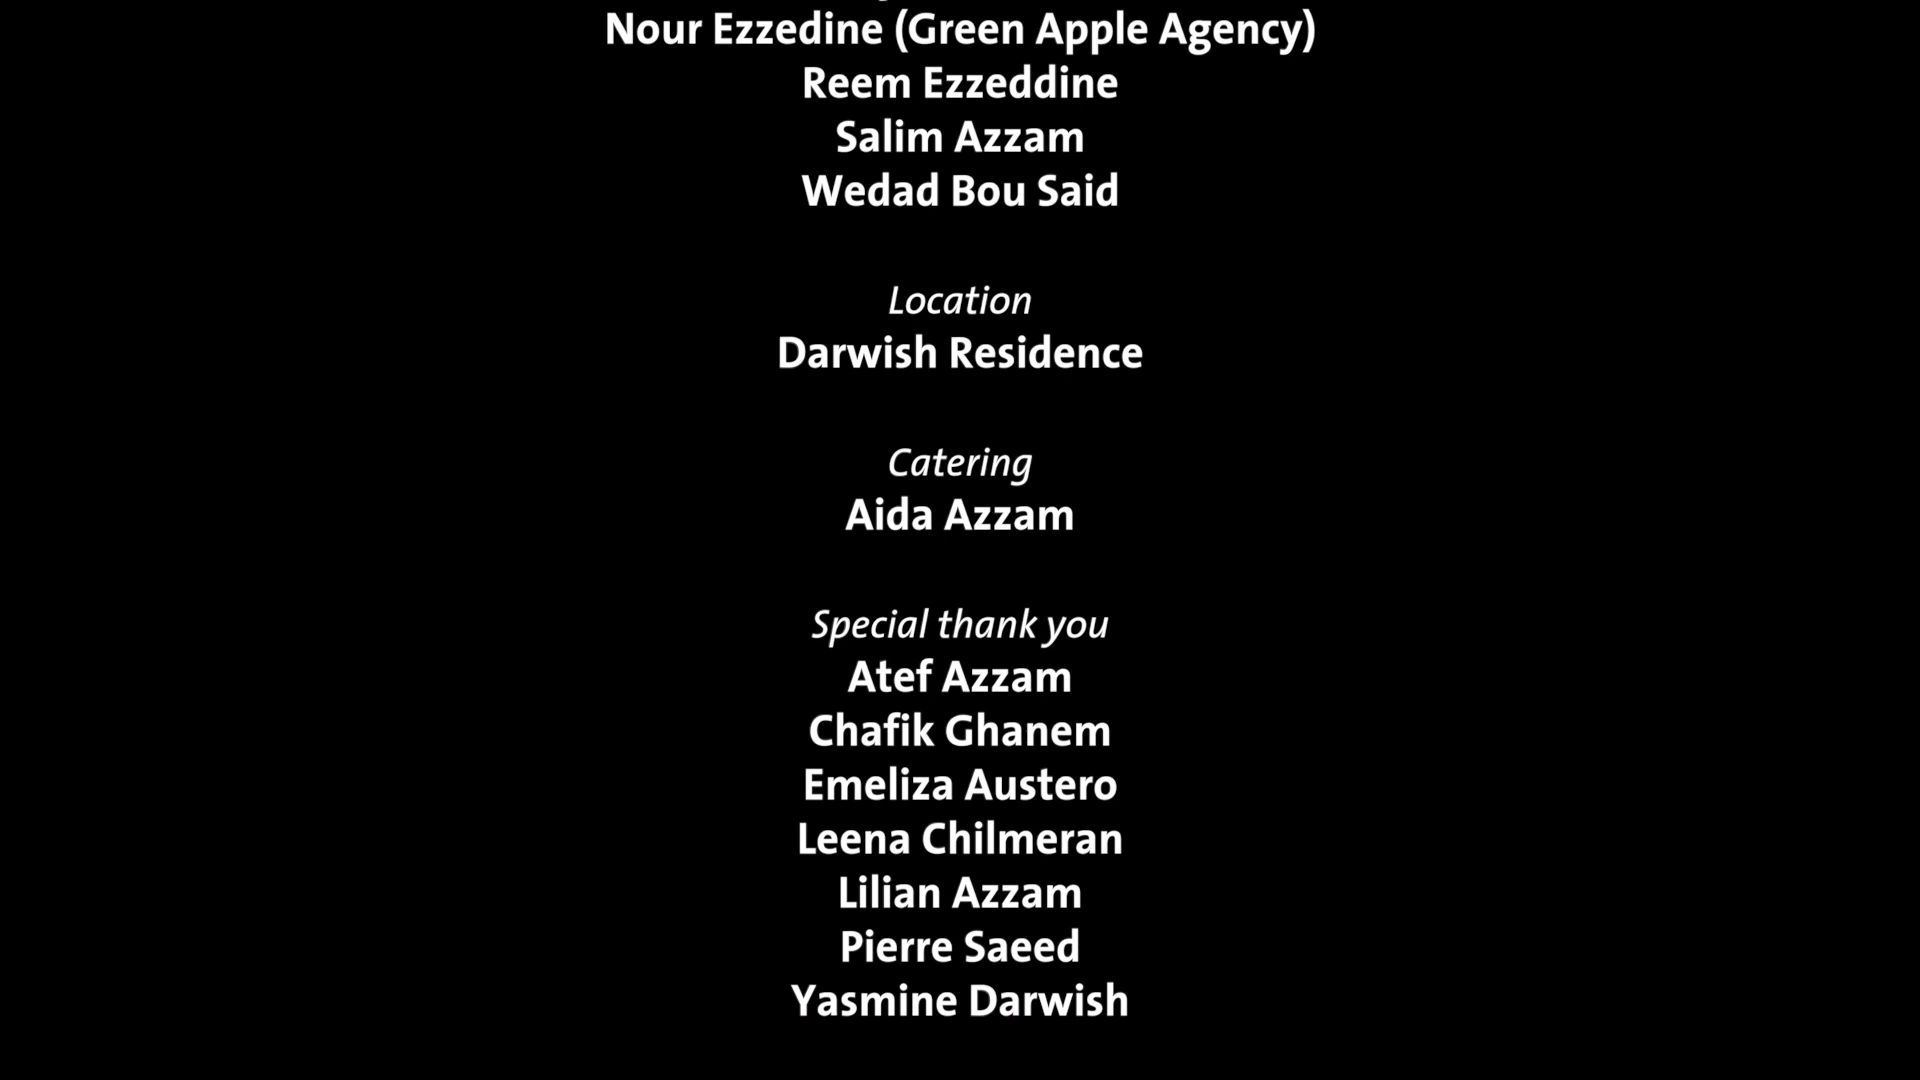 Nour Ezzedine (Green Apple Agency)
Reem Ezzeddine
Salim Azzam
Wedad Bou Said
Location
Darwish Residence
Catering
Aida Azzam
Special thank you
Atef Azzam
Chafik Ghanem
Emeliza Austero
Leena Chilmeran
Lilian Azzam
Pierre Saeed
Yasmine Darwish